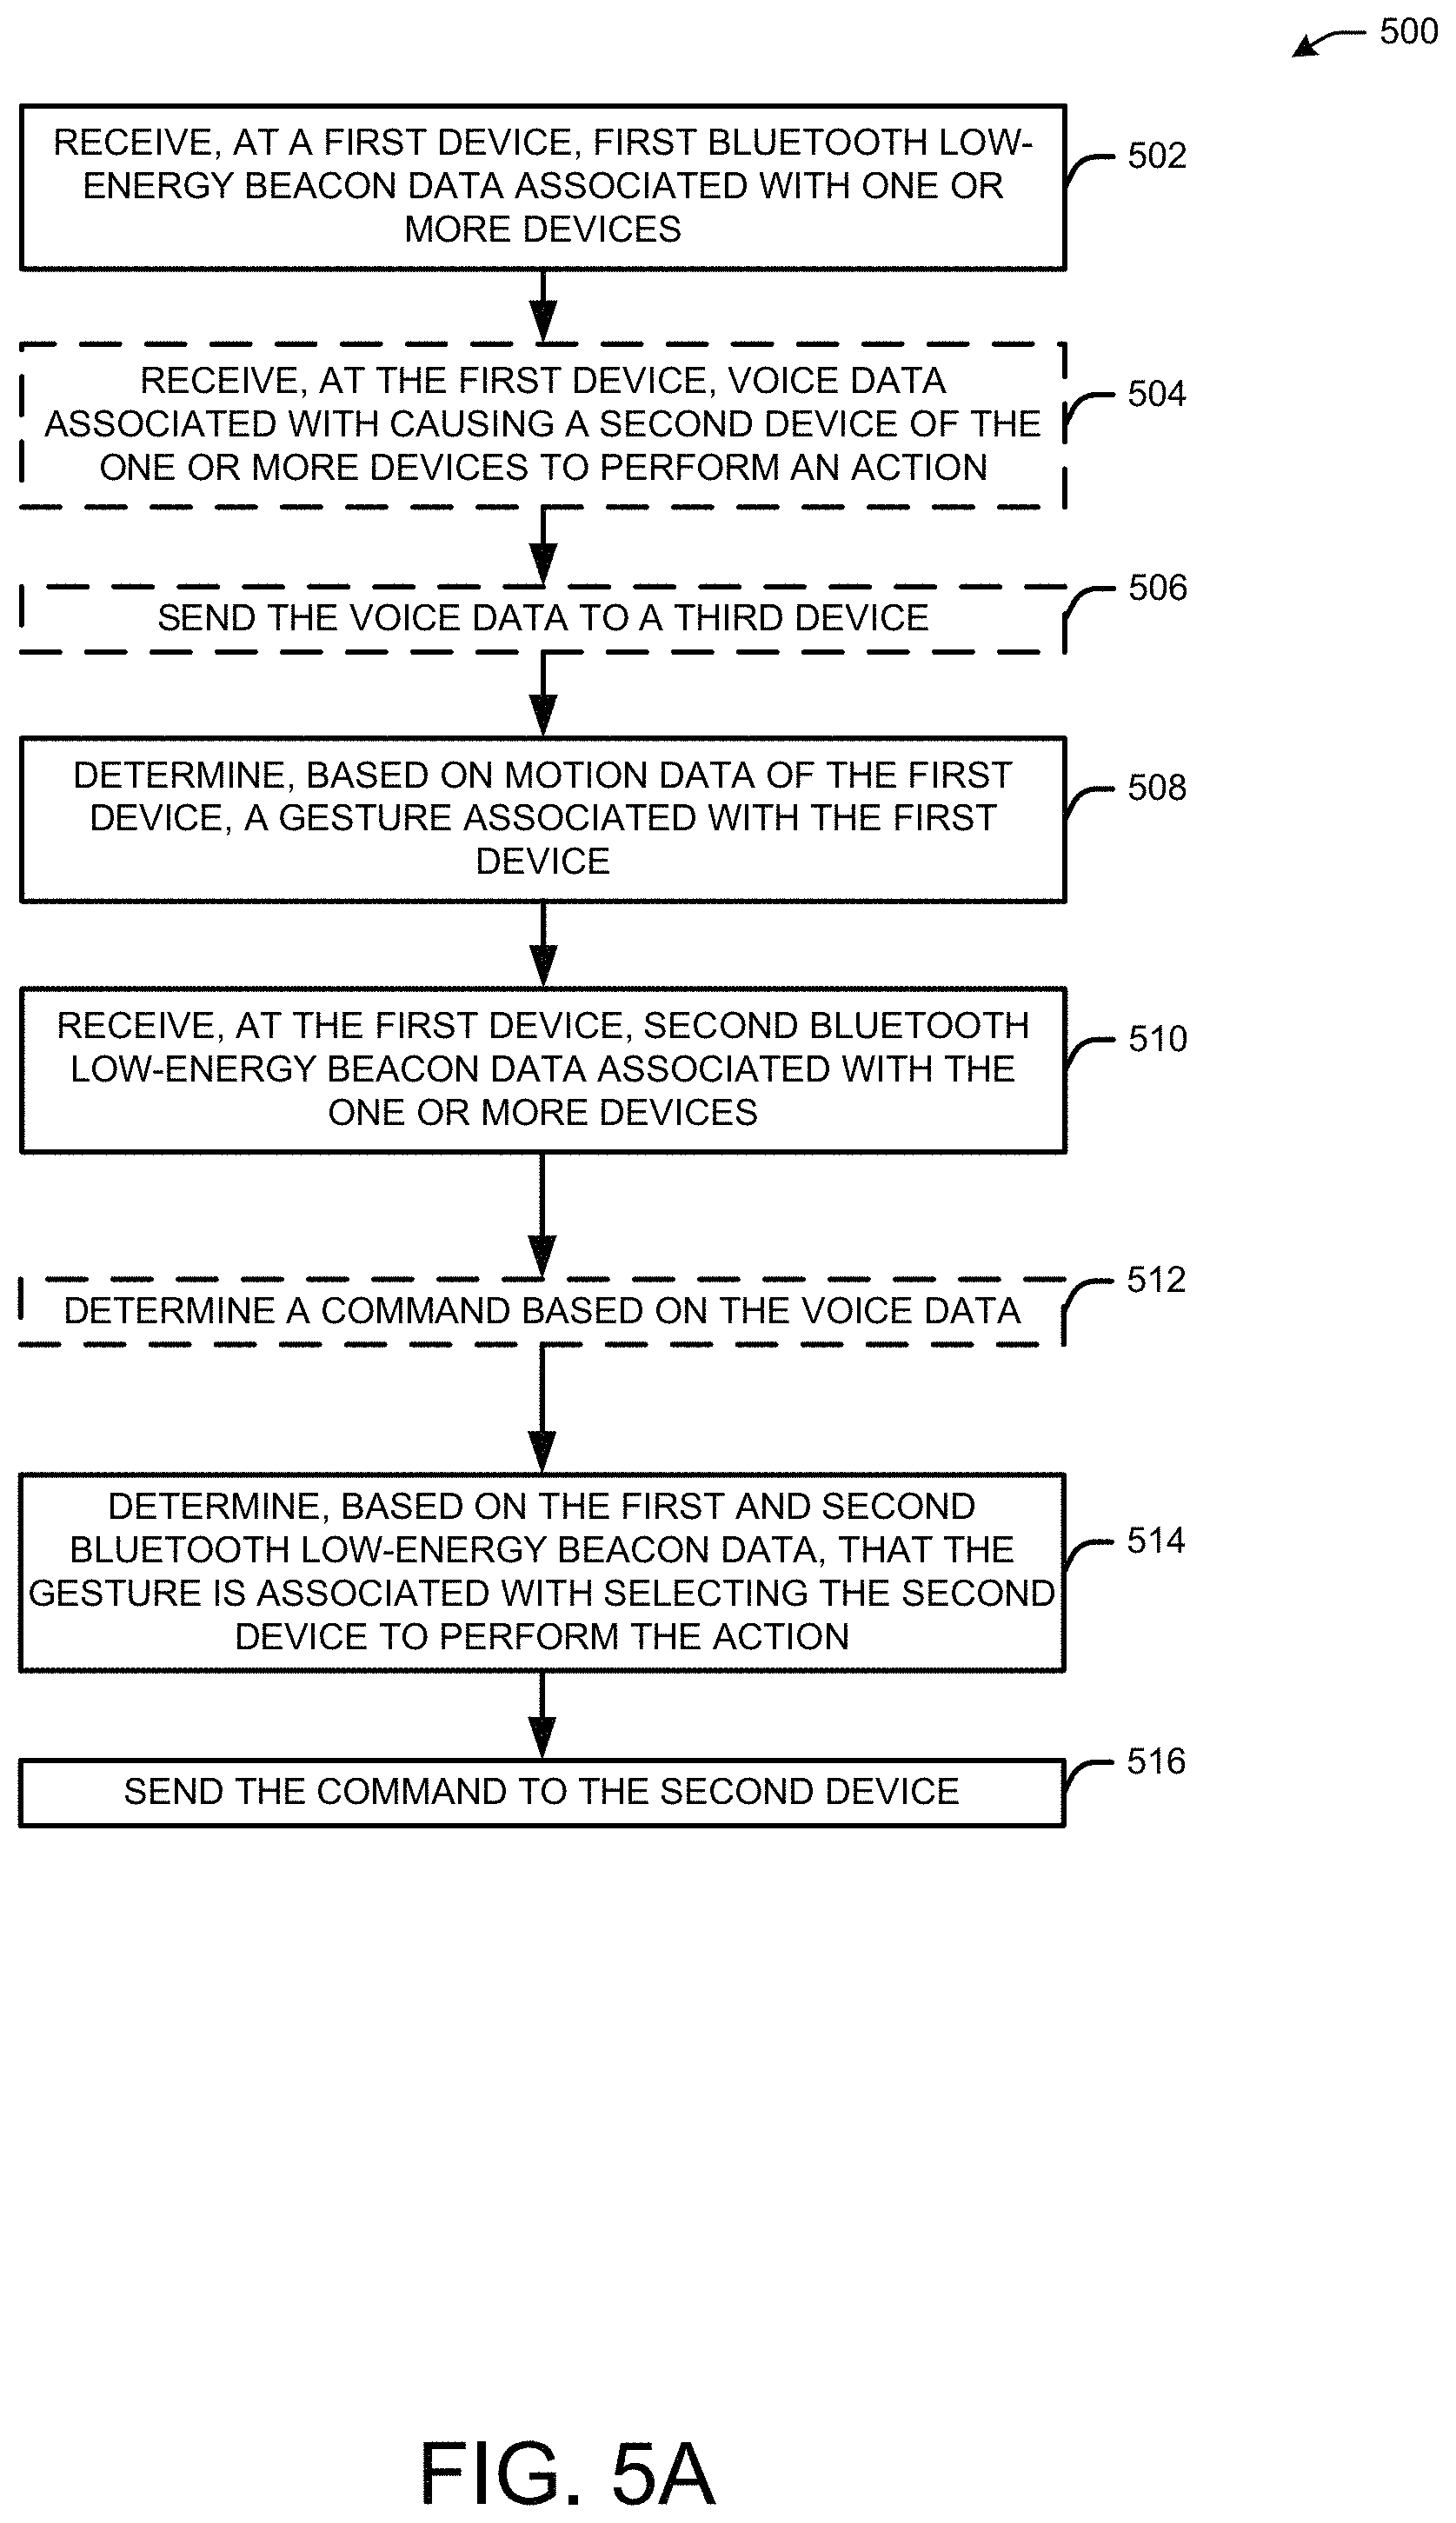 500
RECEIVE, AT A FIRST DEVICE, FIRST BLUETOOTH LOW-
ENERGY BEACON DATA ASSOCIATED WITH ONE OR
MORE DEVICES
502
RECEIVE, AT THE FIRST DEVICE, VOICE DATA
ASSOCIATED WITH CAUSING A SECOND DEVICE OF THE
ONE OR MORE DEVICES TO PERFORM AN ACTION
504
SEND THE VOICE DATA TO A THIRD DEVICE
506
DETERMINE, BASED ON MOTION DATA OF THE FIRST
DEVICE, A GESTURE ASSOCIATED WITH THE FIRST
DEVICE
508
RECEIVE, AT THE FIRST DEVICE, SECOND BLUETOOTH
LOW-ENERGY BEACON DATA ASSOCIATED WITH THE
ONE OR MORE DEVICES
510
DETERMINE A COMMAND BASED ON THE VOICE DATA
512
DETERMINE, BASED ON THE FIRST AND SECOND
BLUETOOTH LOW-ENERGY BEACON DATA, THAT THE
GESTURE IS ASSOCIATED WITH SELECTING THE SECOND
DEVICE TO PERFORM THE ACTION
514
SEND THE COMMAND TO THE SECOND DEVICE
516
FIG. 5A